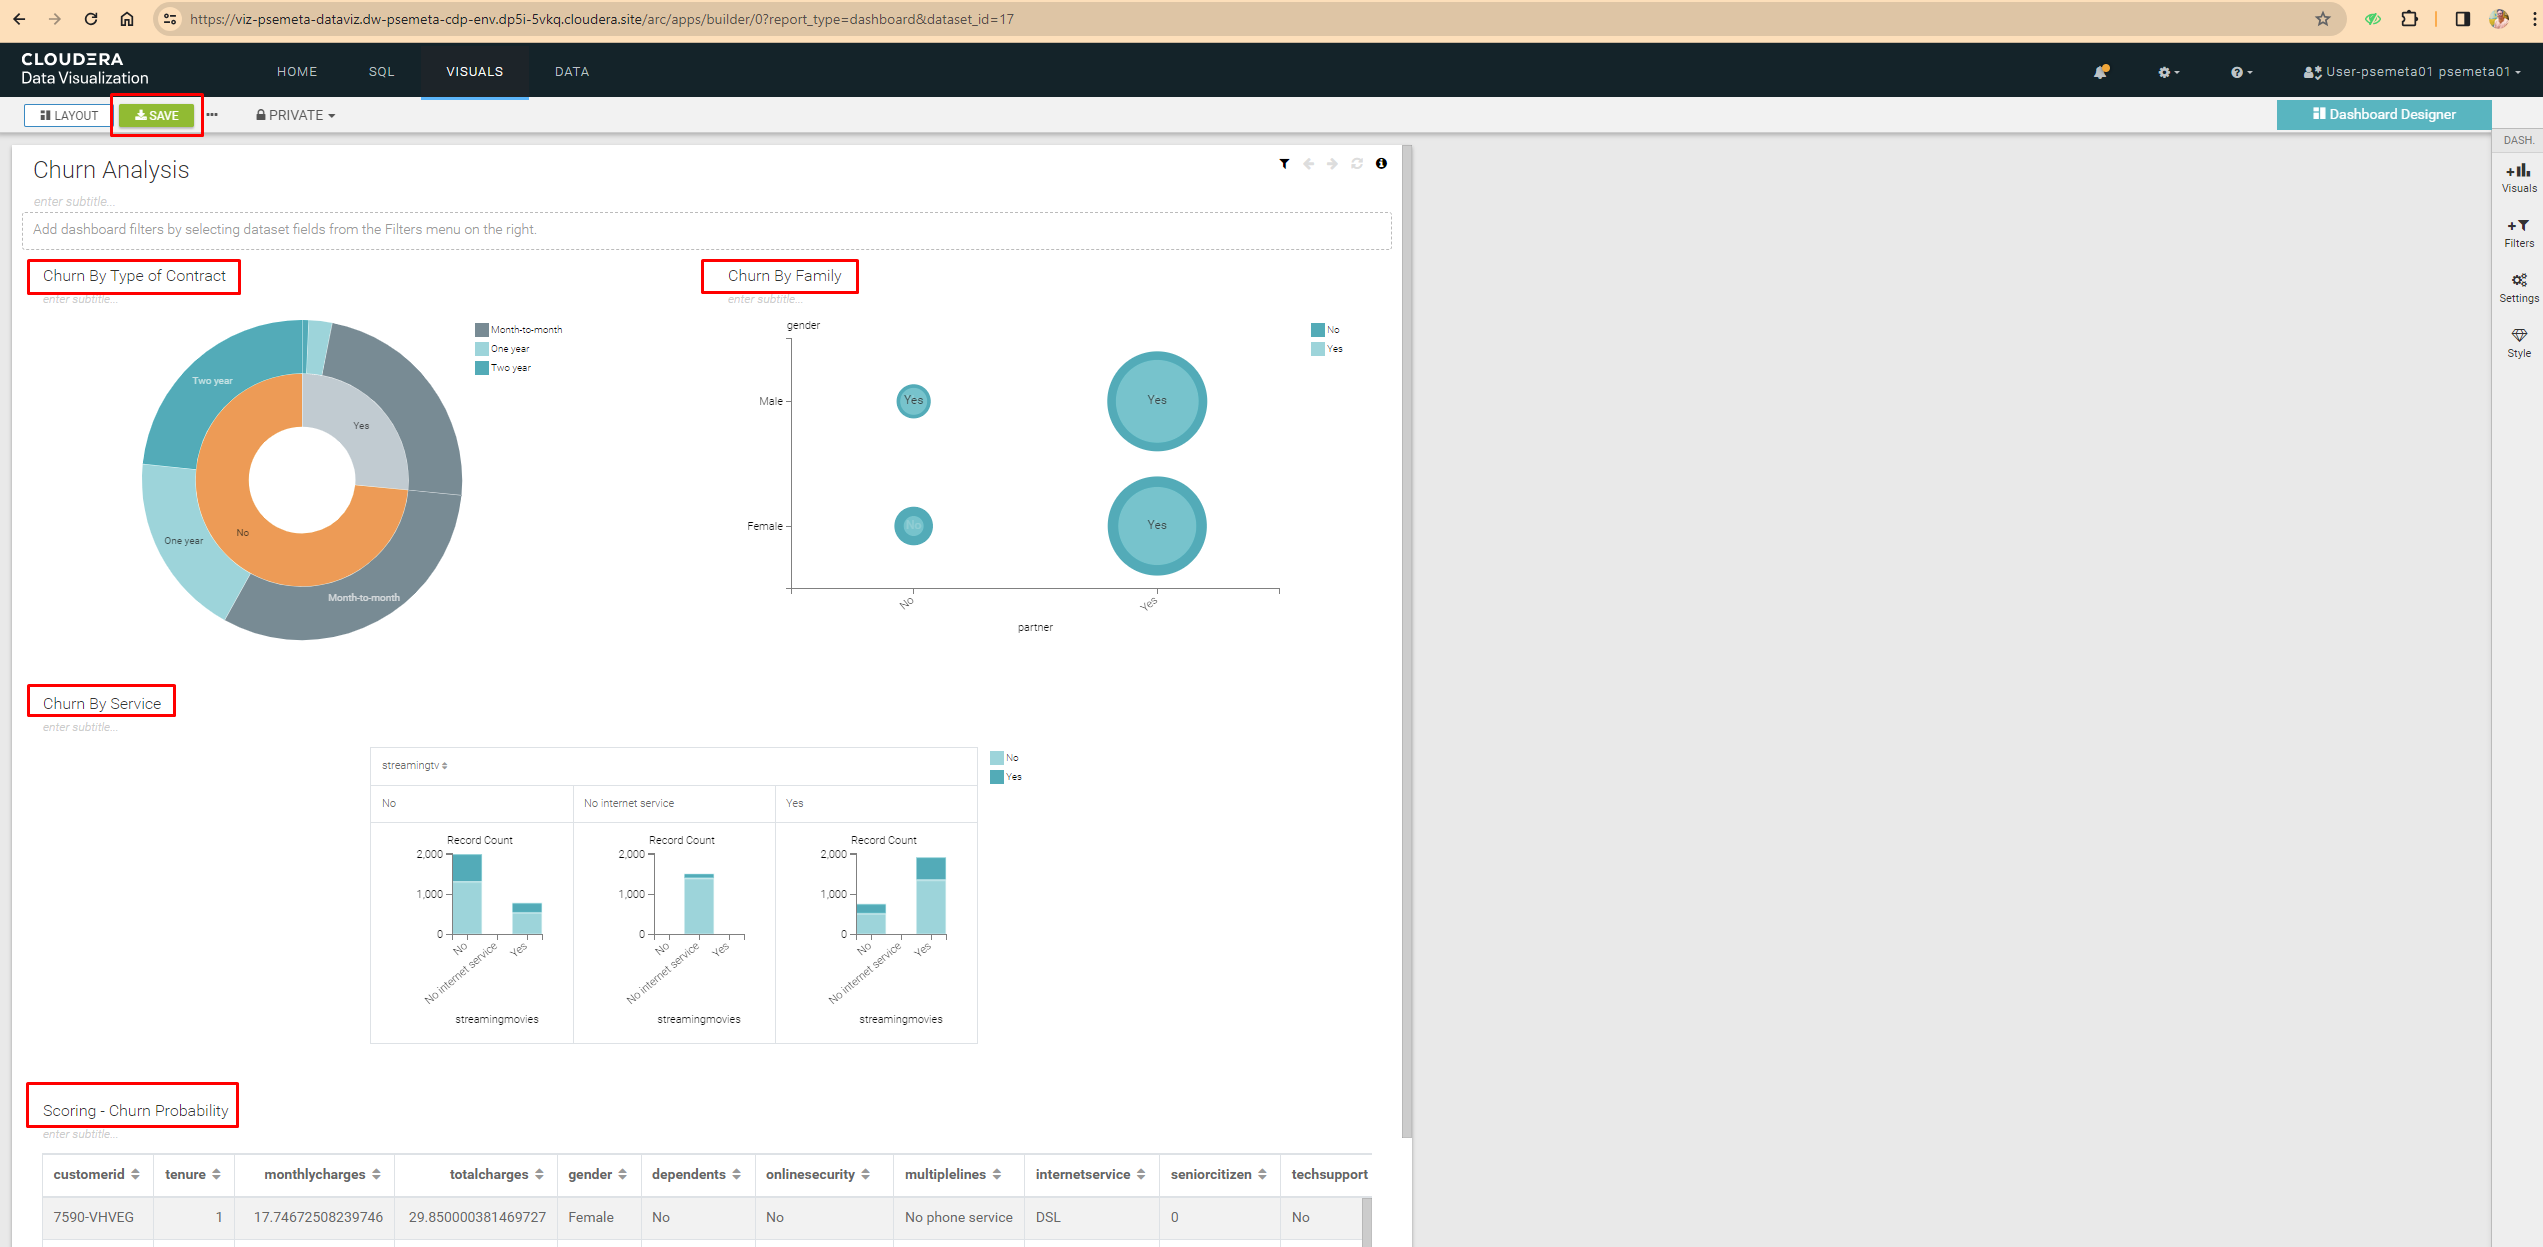 https://viz-psemeta-dataviz.dw-psemeta-cdp-env.dp5i-5vkq.cloudera.site/arc/apps/builder/0?report_type=dashboard&dataset_id=17
CLOUDERA
Data Visualization
HOME
SQL
VISUALS
DATA
User-psemeta01 psemeta01
LAYOUT
SAVE
PRIVATE
Dashboard Designer
DASH.
Visuals
Filters
Settings
Style
Churn Analysis
enter subtitle...
Add dashboard filters by selecting dataset fields from the Filters menu on the right.
Churn By Type of Contract
enter subtitle...
Month-to-month
One year
Two year
Two year
Yes
No
One year
Month-to-month
Churn By Family
enter subtitle...
gender
No
Yes
Male
Yes
Yes
Female
No
Yes
No
Yes
partner
Churn By Service
enter subtitle...
streamingtv
No
Yes
No
No internet service
Yes
Record Count
2,000
1,000
0
No
No internet service
Yes
streamingmovies
Record Count
2,000
1,000
0
No
No internet service
Yes
streamingmovies
Record Count
2,000
1,000
0
No
No internet service
Yes
streamingmovies
Scoring - Churn Probability
enter subtitle...
customerid tenure monthlycharges totalcharges gender dependents onlinesecurity multiplelines internetservice seniorcitizen techsupport
7590-VHVEG 1 17.74672508239746 29.850000381469727 Female No No No phone service DSL 0 No